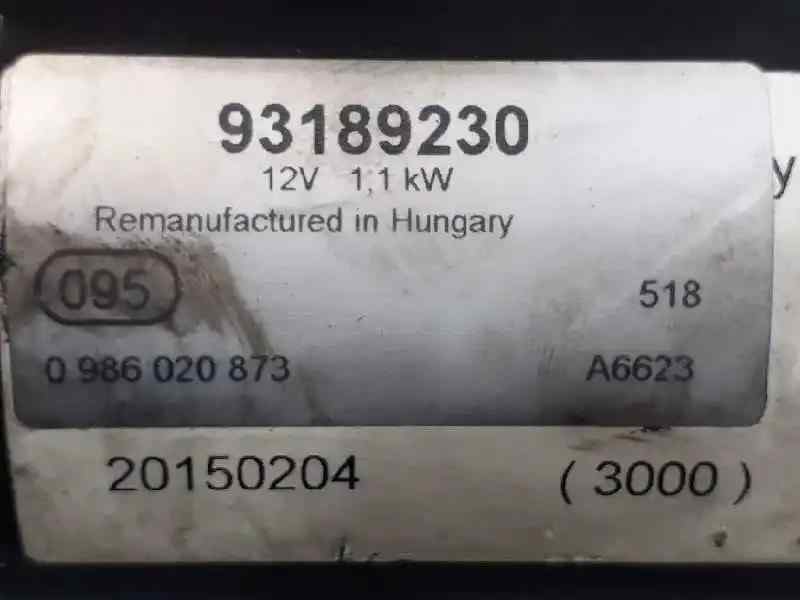 93189230
12V 1,1 kW
y
Remanufactured in Hungary
095
518
0 986 020 873
A6623
20150204
( 3000 )